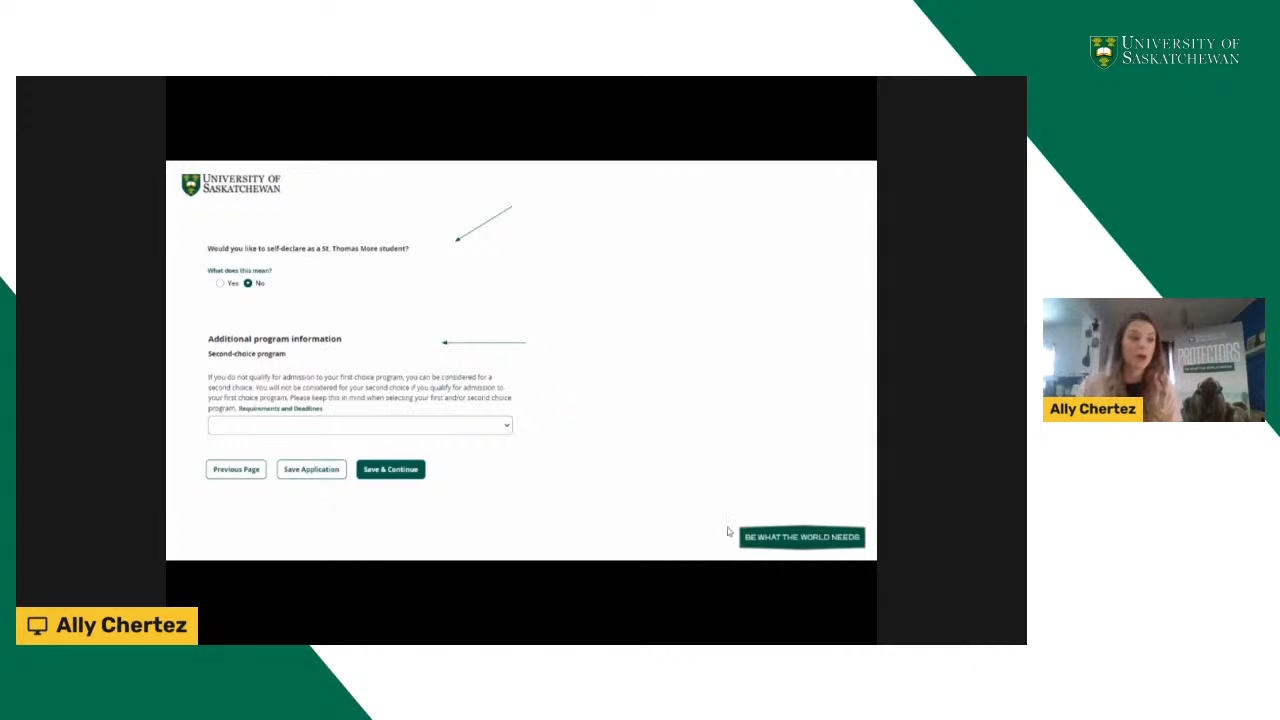 UNIVERSITY OF
SASKATCHEWAN
UNIVERSITY OF
SASKATCHEWAN
Would you like to self-declare as a St. Thomas More student?
What does this mean?
Yes No
Additional program information
Second-choice program
If you do not qualify for admission to your first choice program, you can be considered for a
second choice. You will not be considered for your second choice if you qualify for admission to
your first choice program. Please keep this in mind when selecting your first and/or second choice
program. Requirements and Deadlines
Previous Page Save Application Save & Continue
BE WHAT THE WORLD NEEDS
PROTECTORS
Ally Chertez
Ally Chertez